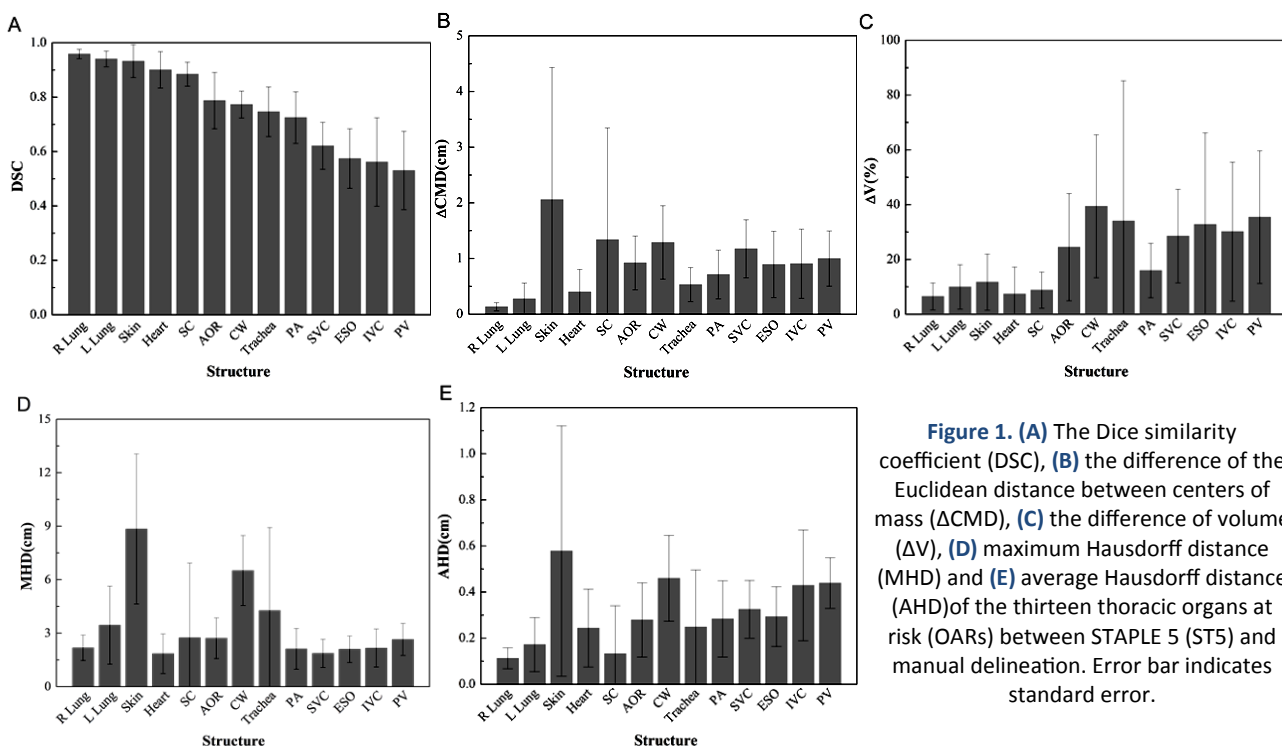 A
1.0
0.8
0.6
0.4
0.2
0.0
DSC
R Lung
L Lung
Skin
Heart
SC
AOR
CW
Trachea
PA
SVC
ESO
IVC
PV
Structure
B
5
4
3
2
1
0
ΔCMD(cm)
R Lung
L Lung
Skin
Heart
SC
AOR
CW
Trachea
PA
SVC
ESO
IVC
PV
Structure
C
100
80
60
40
20
0
ΔV(%)
R Lung
L Lung
Skin
Heart
SC
AOR
CW
Trachea
PA
SVC
ESO
IVC
PV
Structure
D
15
12
9
6
3
0
MHD(cm)
R Lung
L Lung
Skin
Heart
SC
AOR
CW
Trachea
PA
SVC
ESO
IVC
PV
Structure
E
1.2
1.0
0.8
0.6
0.4
0.2
0.0
AHD(cm)
R Lung
L Lung
Skin
Heart
SC
AOR
CW
Trachea
PA
SVC
ESO
IVC
PV
Structure
Figure 1. (A) The Dice similarity
coefficient (DSC), (B) the difference of the
Euclidean distance between centers of
mass (ΔCMD), (C) the difference of volume
(ΔV), (D) maximum Hausdorff distance
(MHD) and (E) average Hausdorff distance
(AHD)of the thirteen thoracic organs at
risk (OARs) between STAPLE 5 (ST5) and
manual delineation. Error bar indicates
standard error.